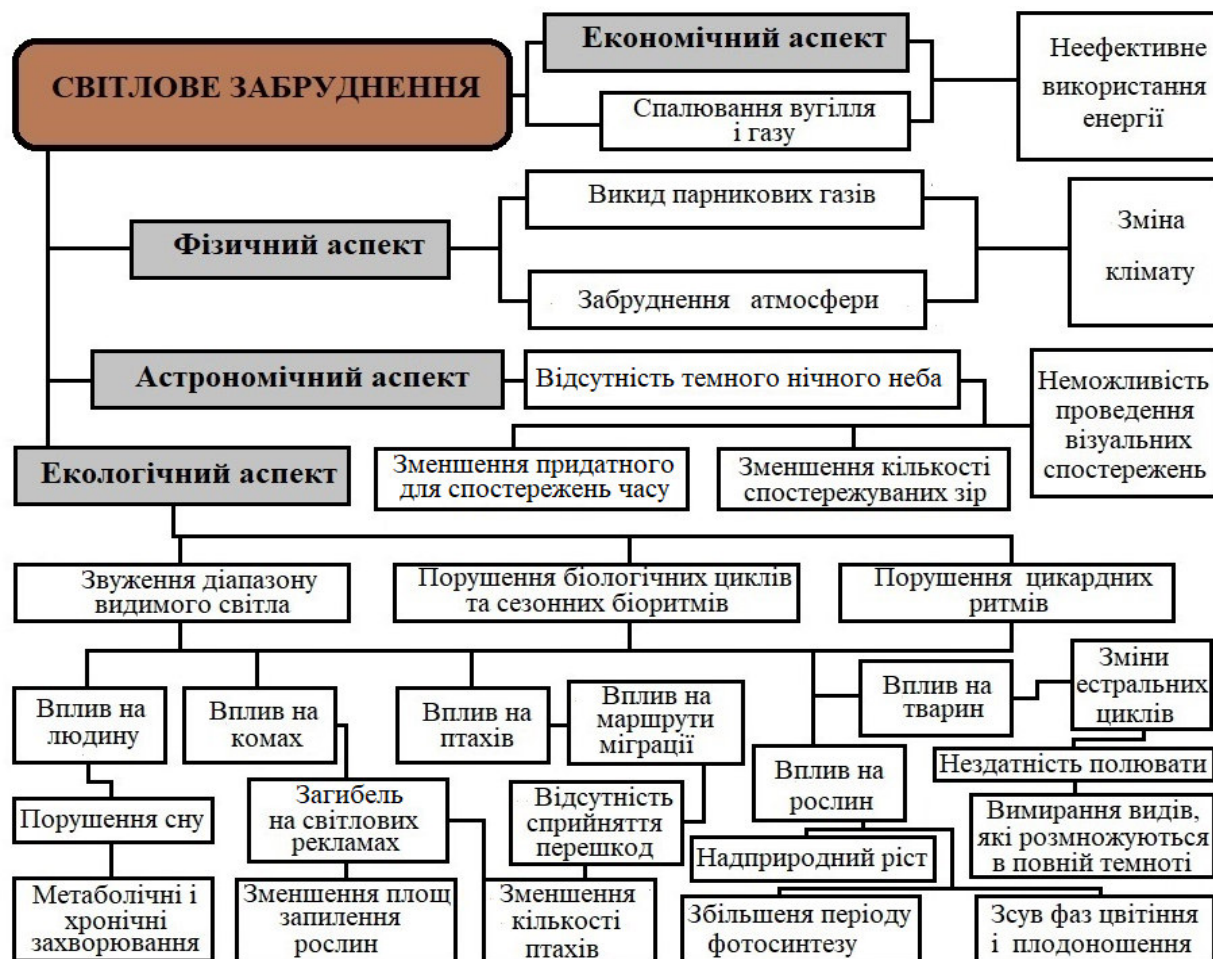 СВІТЛОВЕ ЗАБРУДНЕННЯ
Економічний аспект
Спалювання вугілля
і газу
Неефективне
використання
енергії
Фізичний аспект
Викид парникових газів
Забруднення атмосфери
Зміна
клімату
Астрономічний аспект
Відсутність темного нічного неба
Зменшення придатного
для спостережень часу
Зменшення кількості
спостережуваних зір
Неможливість
проведення
візуальних
спостережень
Екологічний аспект
Звуження діапазону
видимого світла
Порушення біологічних циклів
та сезонних біоритмів
Порушення цикардних
ритмів
Вплив на
людину
Вплив на
комах
Вплив на
птахів
Вплив на
маршрути
міграції
Вплив на
тварин
Зміни
естральних
циклів
Вплив на
рослин
Нездатність полювати
Порушення сну
Загибель
на світлових
рекламах
Відсутність
сприйняття
перешкод
Надприродний ріст
Вимирання видів,
які розмножуються
в повній темноті
Метаболічні і
хронічні
захворювання
Зменшення площ
запилення
рослин
Зменшення
кількості
птахів
Збільшеня періоду
фотосинтезу
Зсув фаз цвітіння
і плодоношення